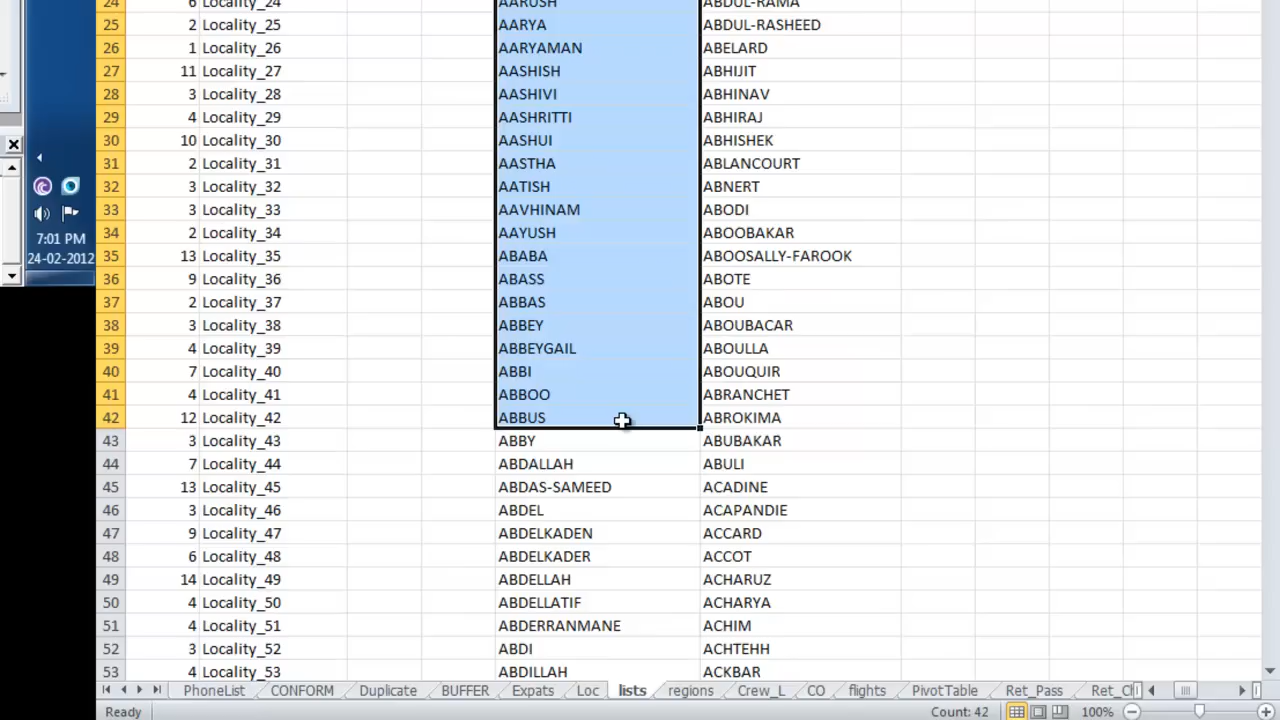 24 6 Locality_24 AARUSH ABDUL-RAMA
25 2 Locality_25 AARYA ABDUL-RASHEED
26 1 Locality_26 AARYAMAN ABELARD
27 11 Locality_27 AASHISH ABHIJIT
28 3 Locality_28 AASHIVI ABHINAV
29 4 Locality_29 AASHRITTI ABHIRAJ
30 10 Locality_30 AASHUI ABHISHEK
31 2 Locality_31 AASTHA ABLANCOURT
32 3 Locality_32 AATISH ABNERT
33 3 Locality_33 AAVHINAM ABODI
34 2 Locality_34 AAYUSH ABOOBAKAR
35 13 Locality_35 ABABA ABOOSALLY-FAROOK
36 9 Locality_36 ABASS ABOTE
37 2 Locality_37 ABBAS ABOU
38 3 Locality_38 ABBEY ABOUBACAR
39 4 Locality_39 ABBEYGAIL ABOULLA
40 7 Locality_40 ABBI ABOUQUIR
41 4 Locality_41 ABBOO ABRANCHET
42 12 Locality_42 ABBUS ABROKIMA
43 3 Locality_43 ABBY ABUBAKAR
44 7 Locality_44 ABDALLAH ABULI
45 13 Locality_45 ABDAS-SAMEED ACADINE
46 3 Locality_46 ABDEL ACAPANDIE
47 9 Locality_47 ABDELKADEN ACCARD
48 6 Locality_48 ABDELKADER ACCOT
49 14 Locality_49 ABDELLAH ACHARUZ
50 4 Locality_50 ABDELLATIF ACHARYA
51 4 Locality_51 ABDERRANMANE ACHIM
52 3 Locality_52 ABDI ACHTEHH
53 4 Locality_53 ABDILLAH ACKBAR
7:01 PM
24-02-2012
PhoneList CONFORM Duplicate BUFFER Expats Loc lists regions Crew_L CO flights PivotTable Ret_Pass
Ready Count: 42 100%